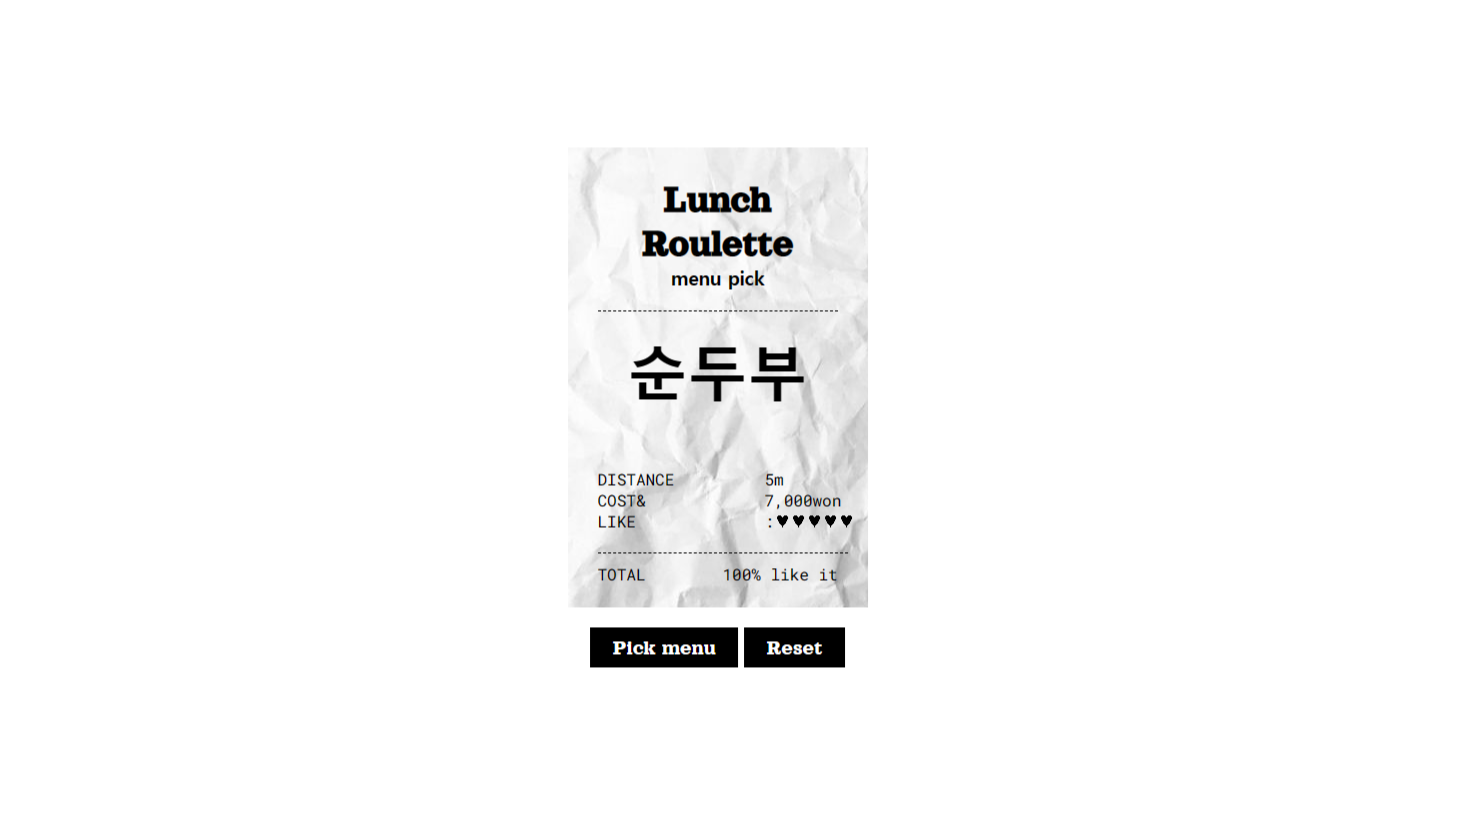 Lunch
Roulette
menu pick
순두부
DISTANCE 5m
COST& 7,000won
LIKE :♥♥♥♥♥
TOTAL 100% like it
Pick menu Reset